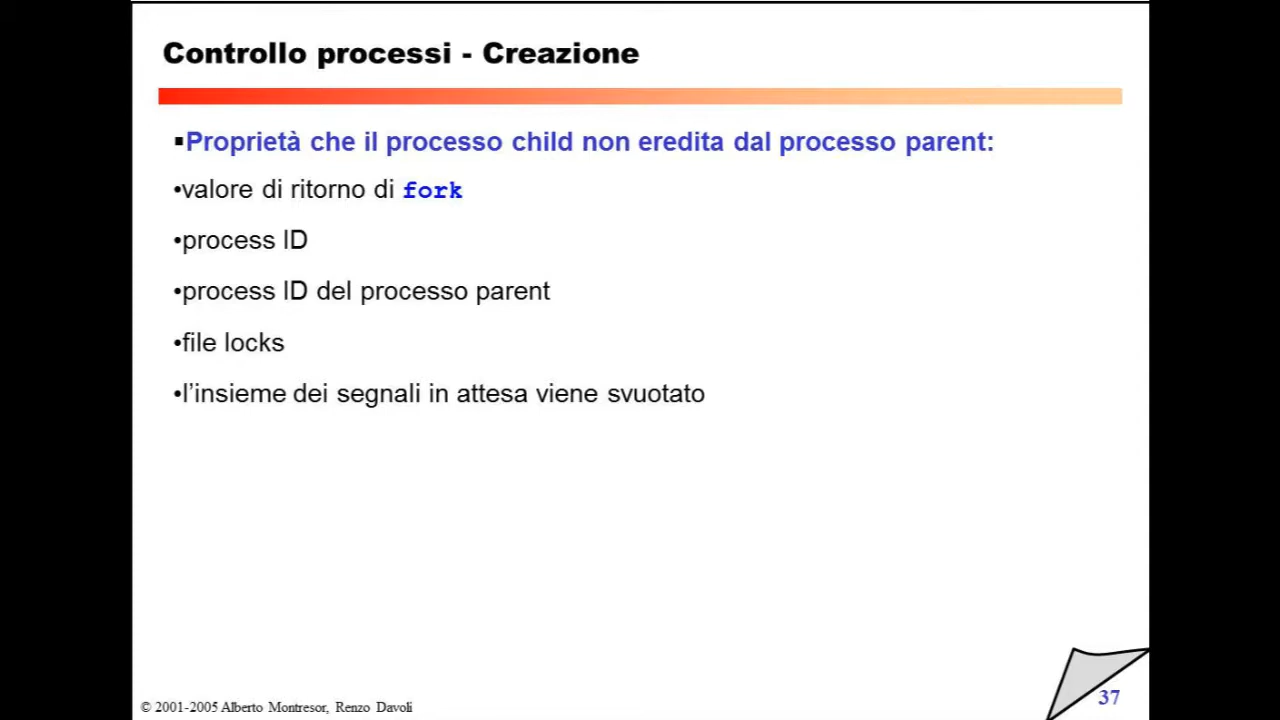 Controllo processi - Creazione
▪Proprietà che il processo child non eredita dal processo parent:
•valore di ritorno di fork
•process ID
•process ID del processo parent
•file locks
•l’insieme dei segnali in attesa viene svuotato
© 2001-2005 Alberto Montresor, Renzo Davoli
37